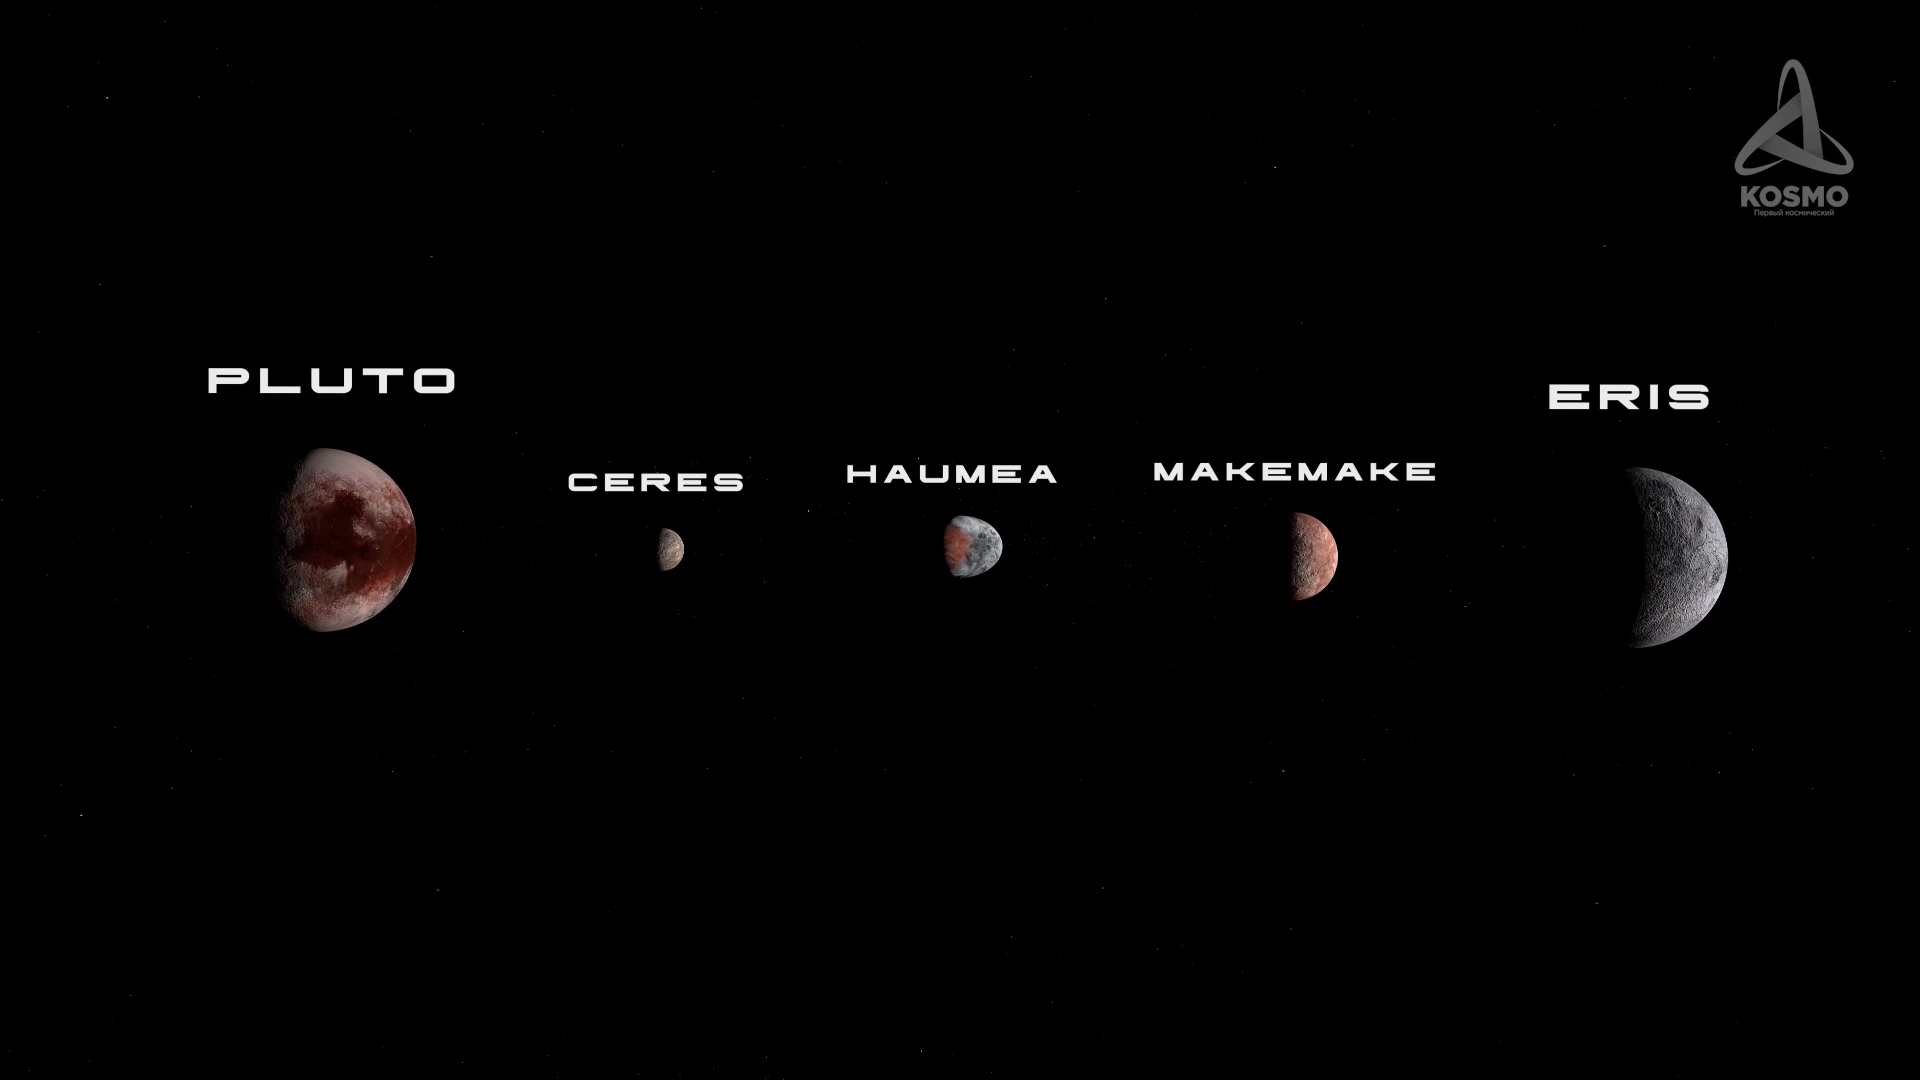 KOSMO
Первый космический
PLUTO
ERIS
CERES
HAUMEA
MAKEMAKE